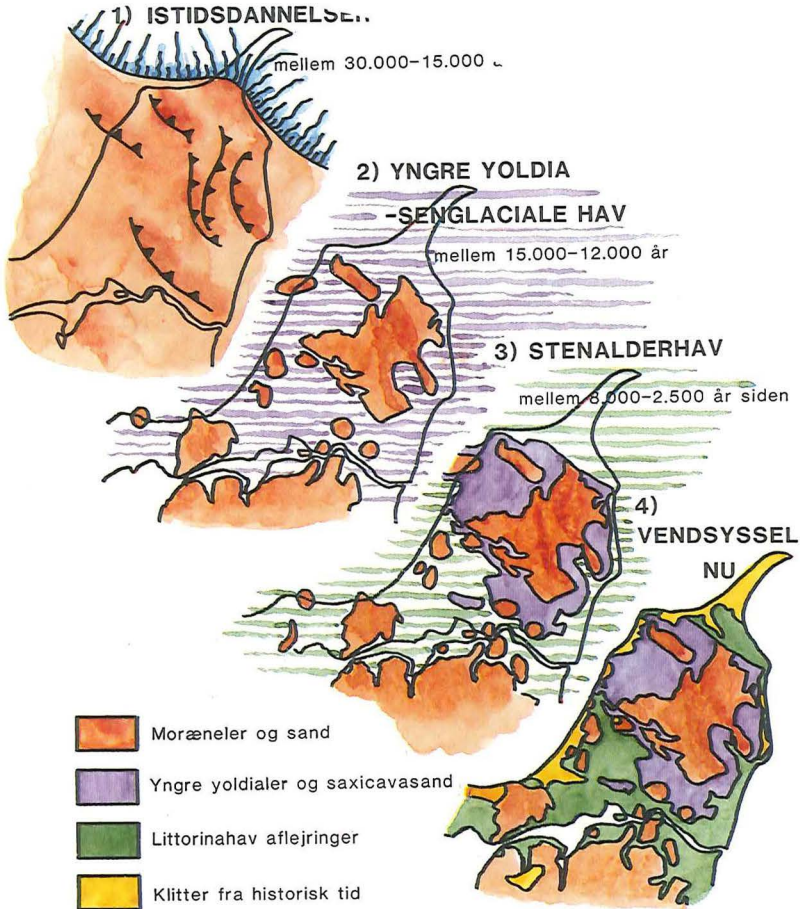 1) ISTIDSDANNELSE
mellem 30.000-15.000
2) YNGRE YOLDIA
-SENGLACIALE HAV
mellem 15.000-12.000 år
3) STENALDERHAV
mellem 8.000-2.500 år siden
4)
VENDSYSSEL
NU
Moræneler og sand
Yngre yoldialer og saxicavasand
Littorinahav aflejringer
Klitter fra historisk tid